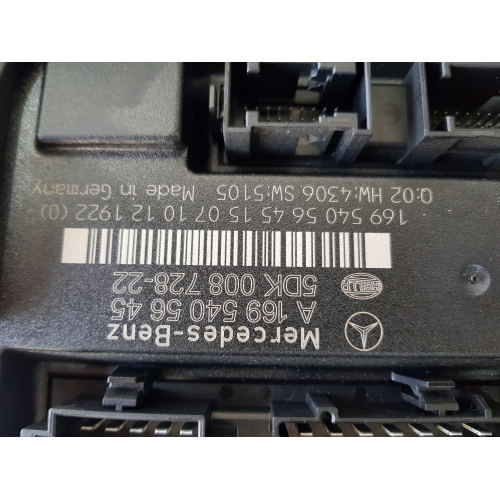 Mercedes-Benz
A 169 540 56 45
5DK 008 728-22
HELLA
169 540 56 45 15 07 10 12 1922 (0)
Q:02 HW:4306 SW:5105 Made in Germany